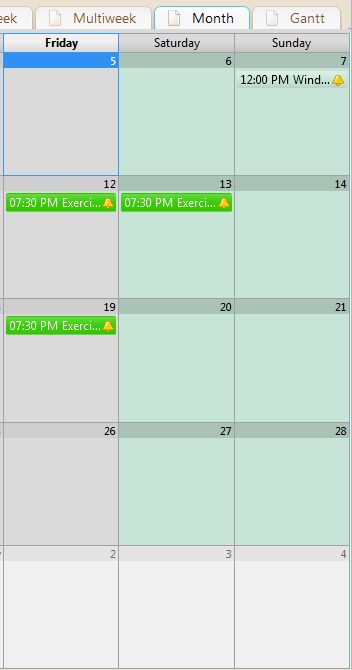 eek Multiweek Month Gantt
Friday Saturday Sunday
5 6 7
12:00 PM Wind...
12 13 14
07:30 PM Exerci... 07:30 PM Exerci...
19 20 21
07:30 PM Exerci...
26 27 28
2 3 4